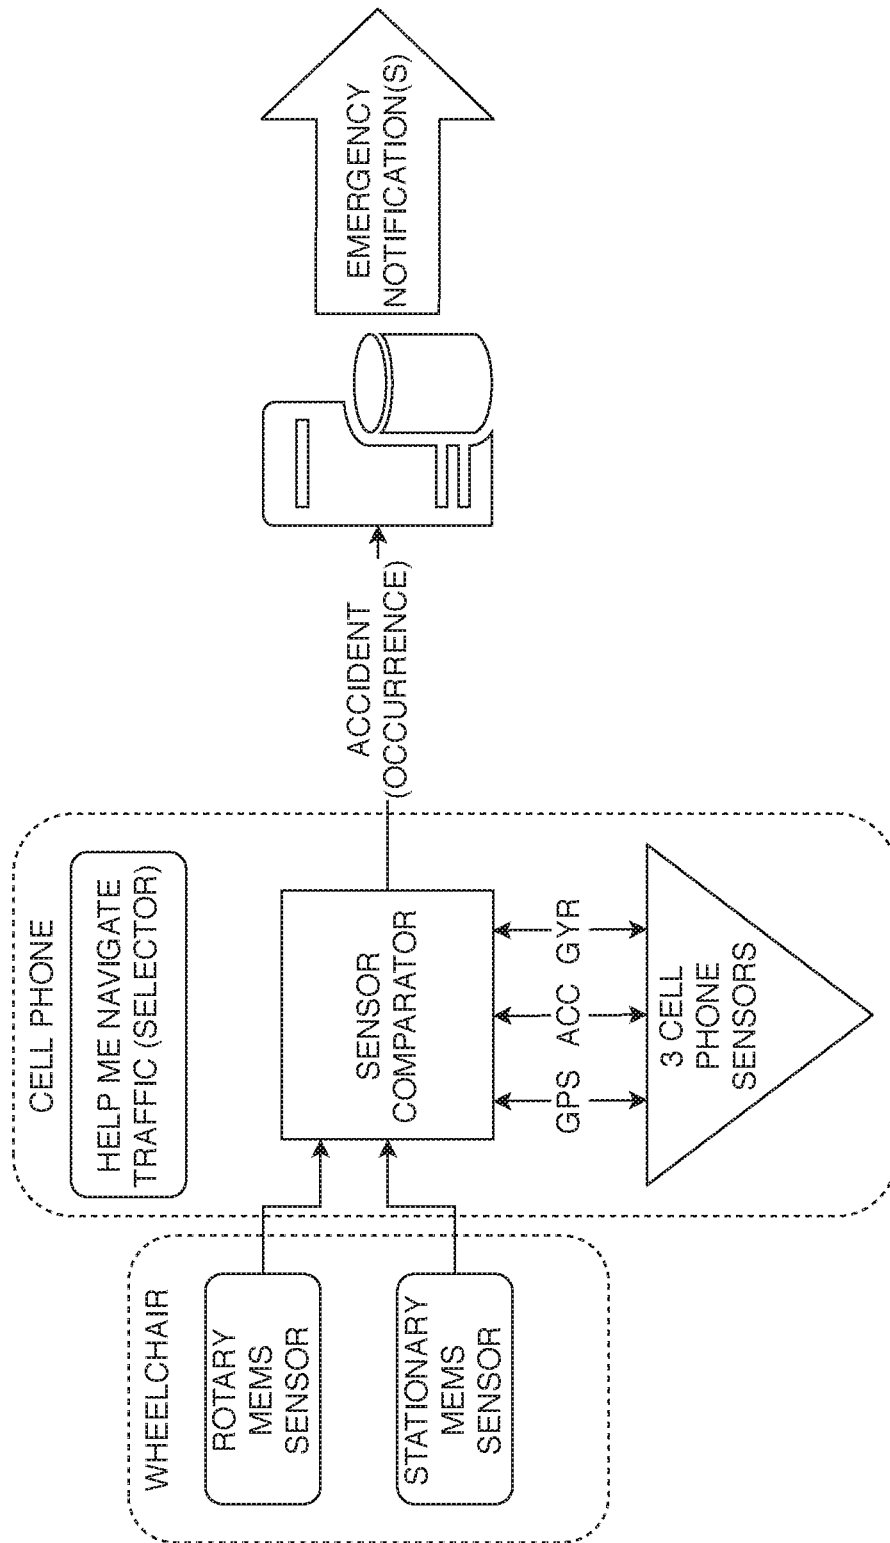 WHEELCHAIR
ROTARY
MEMS
SENSOR
STATIONARY
MEMS
SENSOR
CELL PHONE
HELP ME NAVIGATE
TRAFFIC (SELECTOR)
SENSOR
COMPARATOR
GPS
ACC
GYR
3 CELL
PHONE
SENSORS
ACCIDENT
(OCCURRENCE)
EMERGENCY
NOTIFICATION(S)